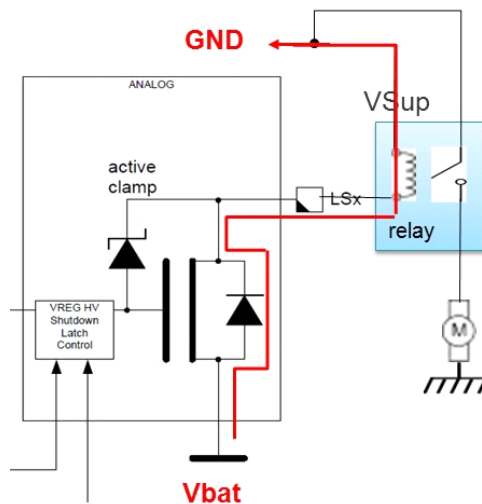 GND
ANALOG
VSup
active
clamp
LSx
relay
VREG HV
Shutdown
Latch
Control
M
Vbat